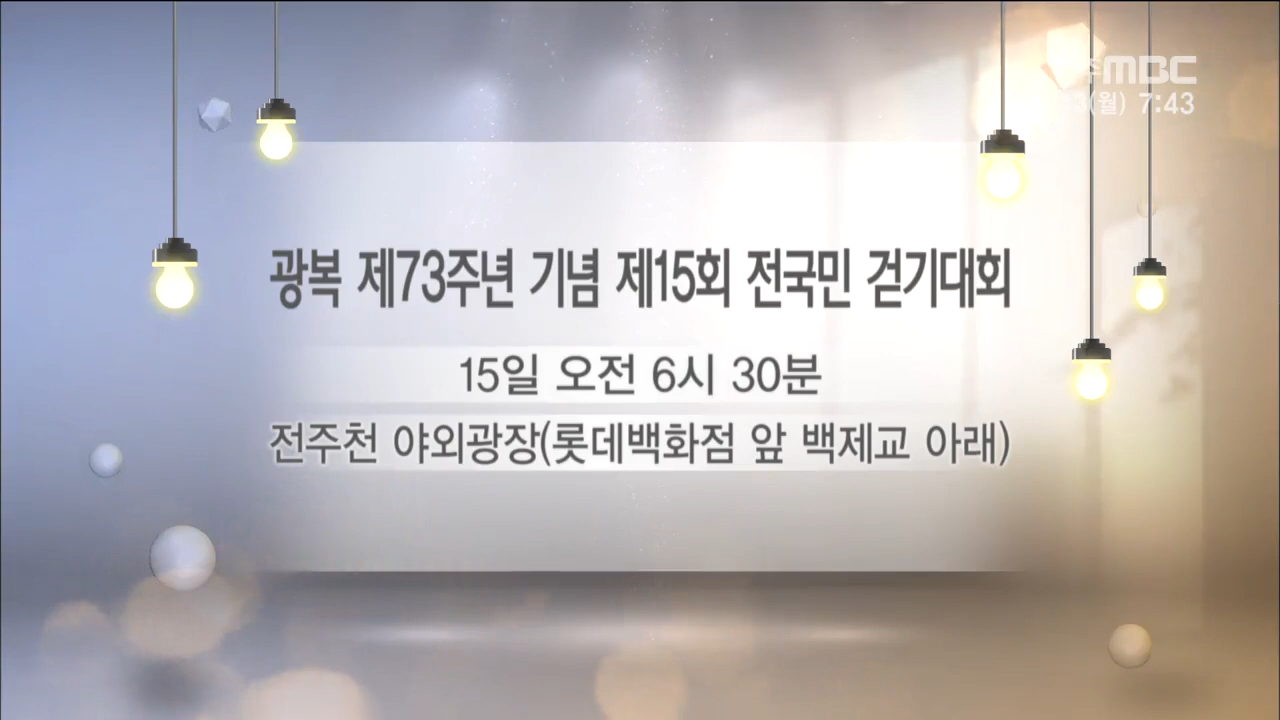 MBC
(월) 7:43
광복 제73주년 기념 제15회 전국민 걷기대회
15일 오전 6시 30분
전주천 야외광장(롯데백화점 앞 백제교 아래)